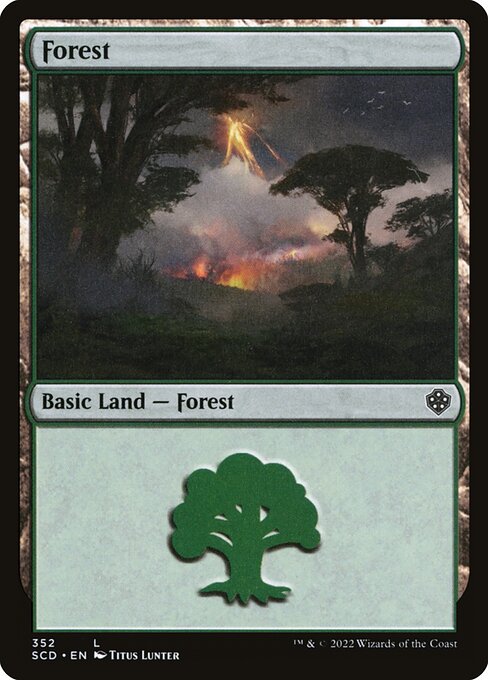 Forest
Basic Land — Forest
352 L
SCD • EN Titus Lunter
™ & © 2022 Wizards of the Coast